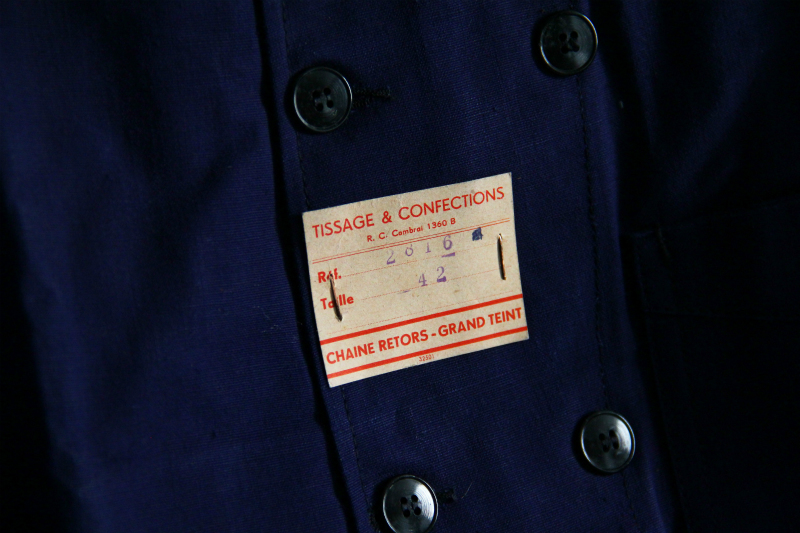 TISSAGE & CONFECTIONS
R. C. Cambrai 1360 B
Réf. 2816
Taille 42
CHAINE RETORS - GRAND TEINT